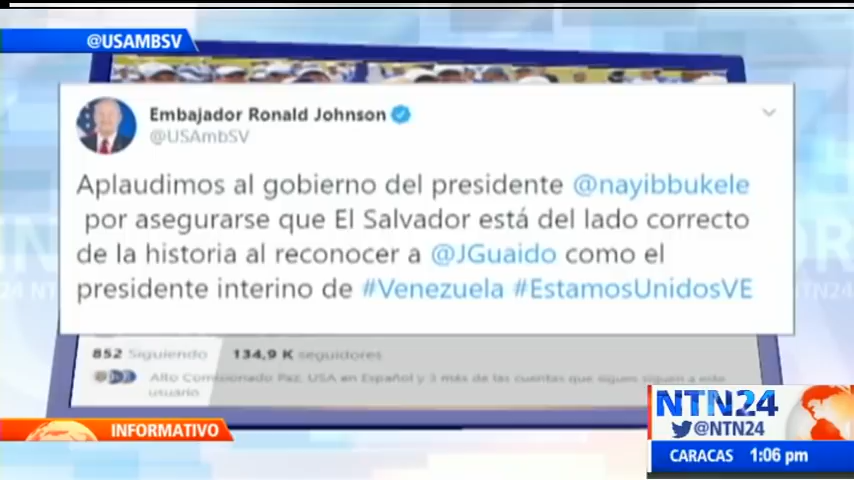 @USAMBSV
Embajador Ronald Johnson
@USAmbSV
Aplaudimos al gobierno del presidente @nayibbukele
por asegurarse que El Salvador está del lado correcto
de la historia al reconocer a @JGuaido como el
presidente interino de #Venezuela #EstamosUnidosVE
852 Siguiendo 134,9 K seguidores
Alto Comisionado Paz, USA en Español y 3 más de las cuentas que sigues siguen a este
usuario
INFORMATIVO
NTN24
@NTN24
CARACAS 1:06 pm